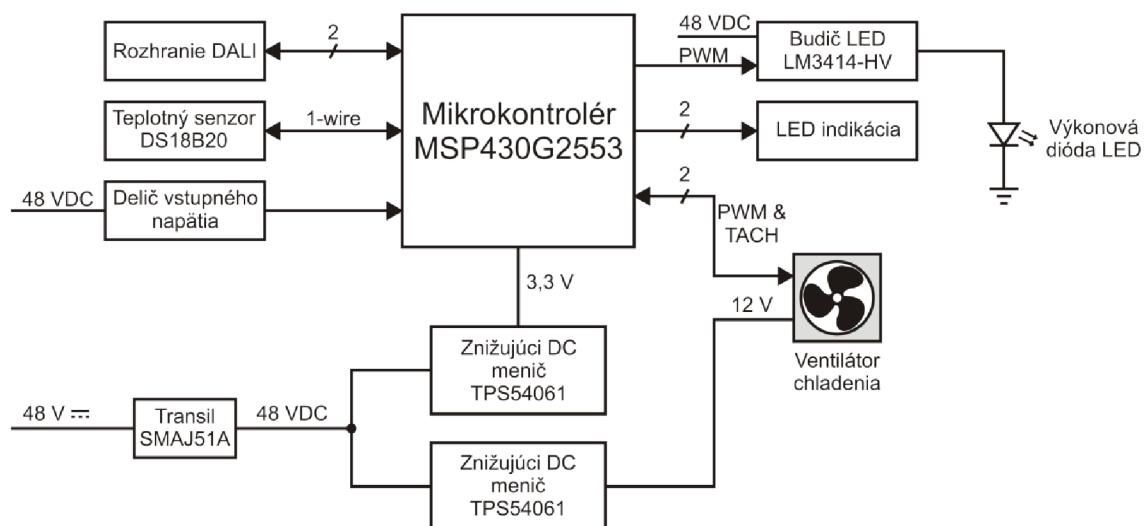 Rozhranie DALI
2
Teplotný senzor
DS18B20
1-wire
48 VDC
Delič vstupného
napätia
Mikrokontrolér
MSP430G2553
48 VDC
PWM
Budič LED
LM3414-HV
2
LED indikácia
Výkonová
dióda LED
2
PWM &
TACH
3,3 V
12 V
Ventilátor
chladenia
Znižujúci DC
menič
TPS54061
48 V
Transil
SMAJ51A
48 VDC
Znižujúci DC
menič
TPS54061